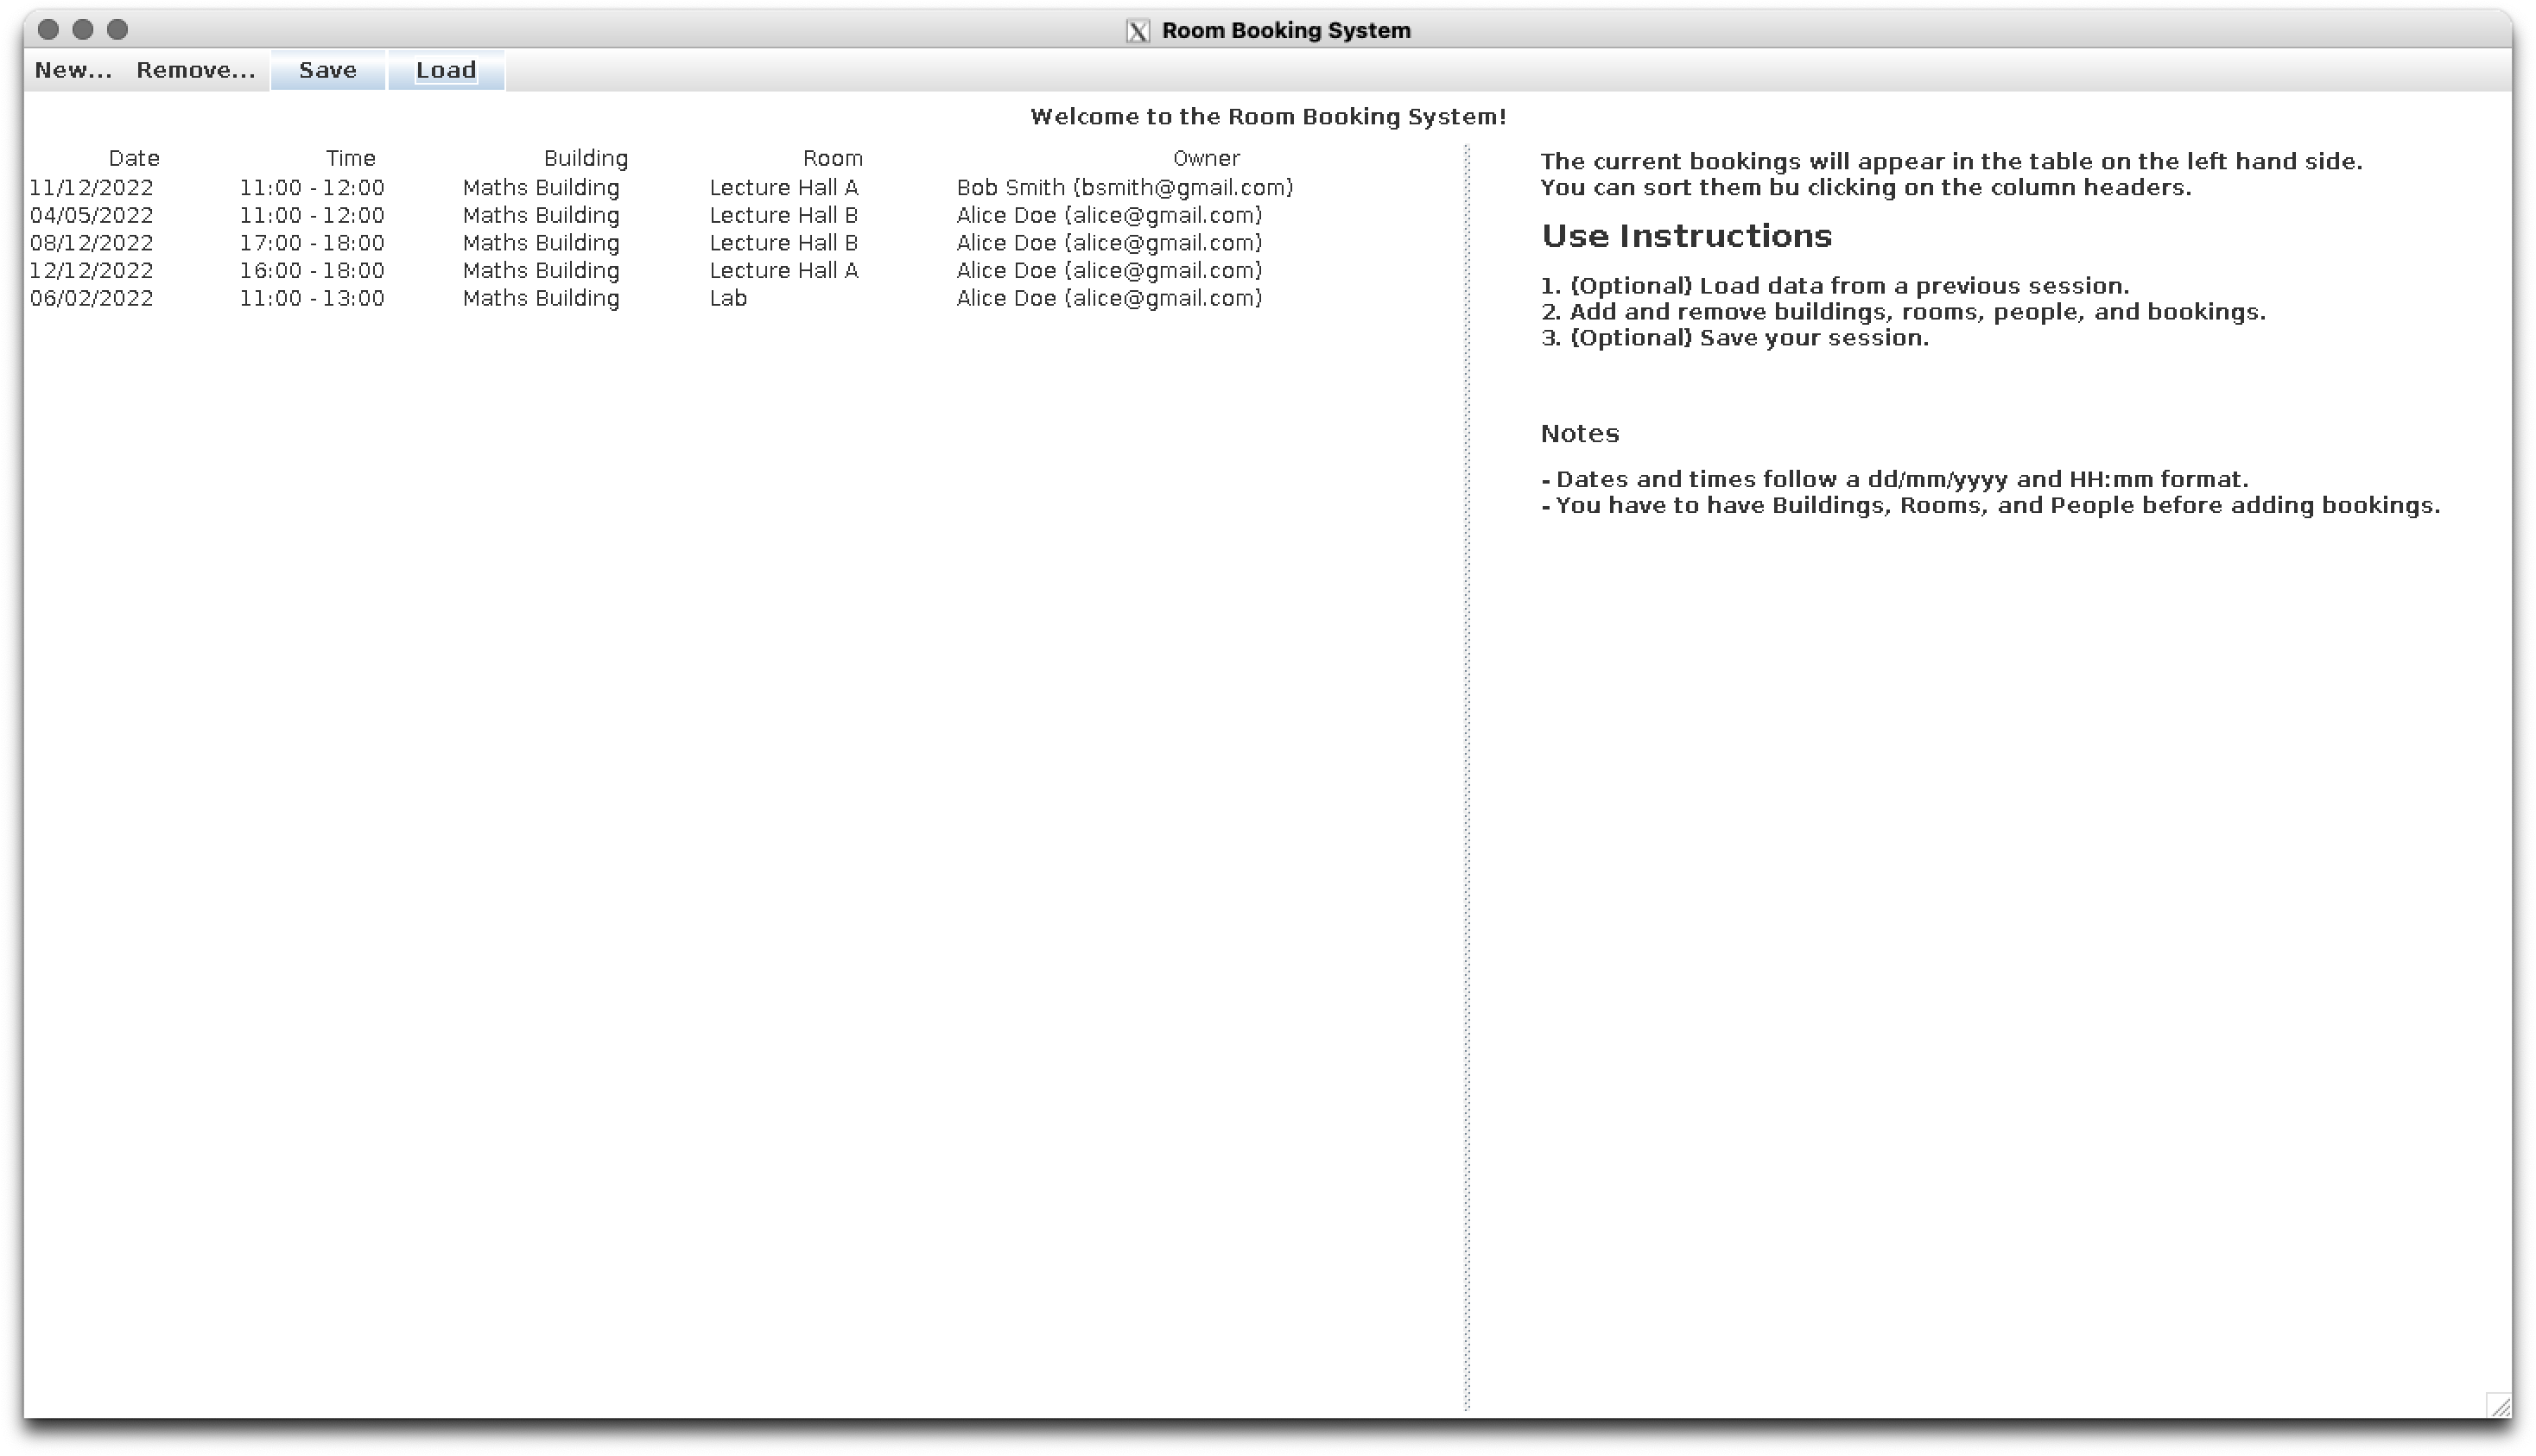 Room Booking System
New... Remove... Save Load
Welcome to the Room Booking System!
Date Time Building Room Owner
11/12/2022 11:00 - 12:00 Maths Building Lecture Hall A Bob Smith (bsmith@gmail.com)
04/05/2022 11:00 - 12:00 Maths Building Lecture Hall B Alice Doe (alice@gmail.com)
08/12/2022 17:00 - 18:00 Maths Building Lecture Hall B Alice Doe (alice@gmail.com)
12/12/2022 16:00 - 18:00 Maths Building Lecture Hall A Alice Doe (alice@gmail.com)
06/02/2022 11:00 - 13:00 Maths Building Lab Alice Doe (alice@gmail.com)
The current bookings will appear in the table on the left hand side.
You can sort them bu clicking on the column headers.
Use Instructions
1. (Optional) Load data from a previous session.
2. Add and remove buildings, rooms, people, and bookings.
3. (Optional) Save your session.
Notes
- Dates and times follow a dd/mm/yyyy and HH:mm format.
- You have to have Buildings, Rooms, and People before adding bookings.